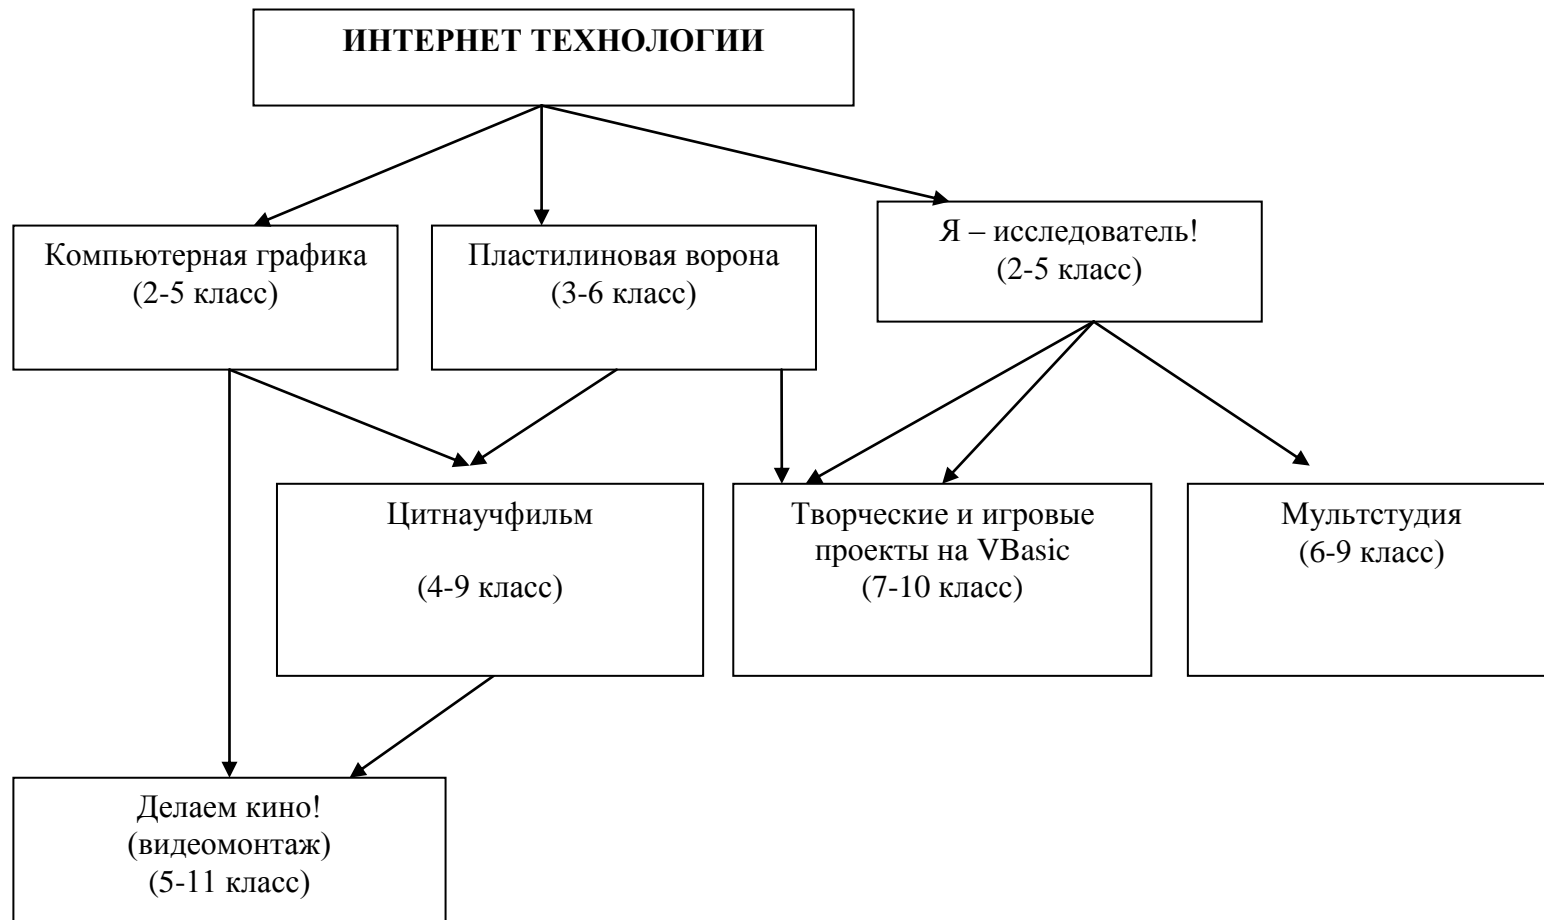 ИНТЕРНЕТ ТЕХНОЛОГИИ
Компьютерная графика
(2-5 класс)
Пластилиновая ворона
(3-6 класс)
Я – исследователь!
(2-5 класс)
Цитнаучфильм
(4-9 класс)
Творческие и игровые
проекты на VBasic
(7-10 класс)
Мультстудия
(6-9 класс)
Делаем кино!
(видеомонтаж)
(5-11 класс)